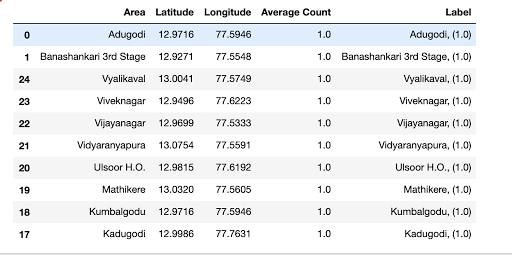 Area Latitude Longitude Average Count Label
0 Adugodi 12.9716 77.5946 1.0 Adugodi, (1.0)
1 Banashankari 3rd Stage 12.9271 77.5548 1.0 Banashankari 3rd Stage, (1.0)
24 Vyalikaval 13.0041 77.5749 1.0 Vyalikaval, (1.0)
23 Viveknagar 12.9496 77.6223 1.0 Viveknagar, (1.0)
22 Vijayanagar 12.9699 77.5333 1.0 Vijayanagar, (1.0)
21 Vidyaranyapura 13.0754 77.5591 1.0 Vidyaranyapura, (1.0)
20 Ulsoor H.O. 12.9815 77.6192 1.0 Ulsoor H.O., (1.0)
19 Mathikere 13.0320 77.5605 1.0 Mathikere, (1.0)
18 Kumbalgodu 12.9716 77.5946 1.0 Kumbalgodu, (1.0)
17 Kadugodi 12.9986 77.7631 1.0 Kadugodi, (1.0)